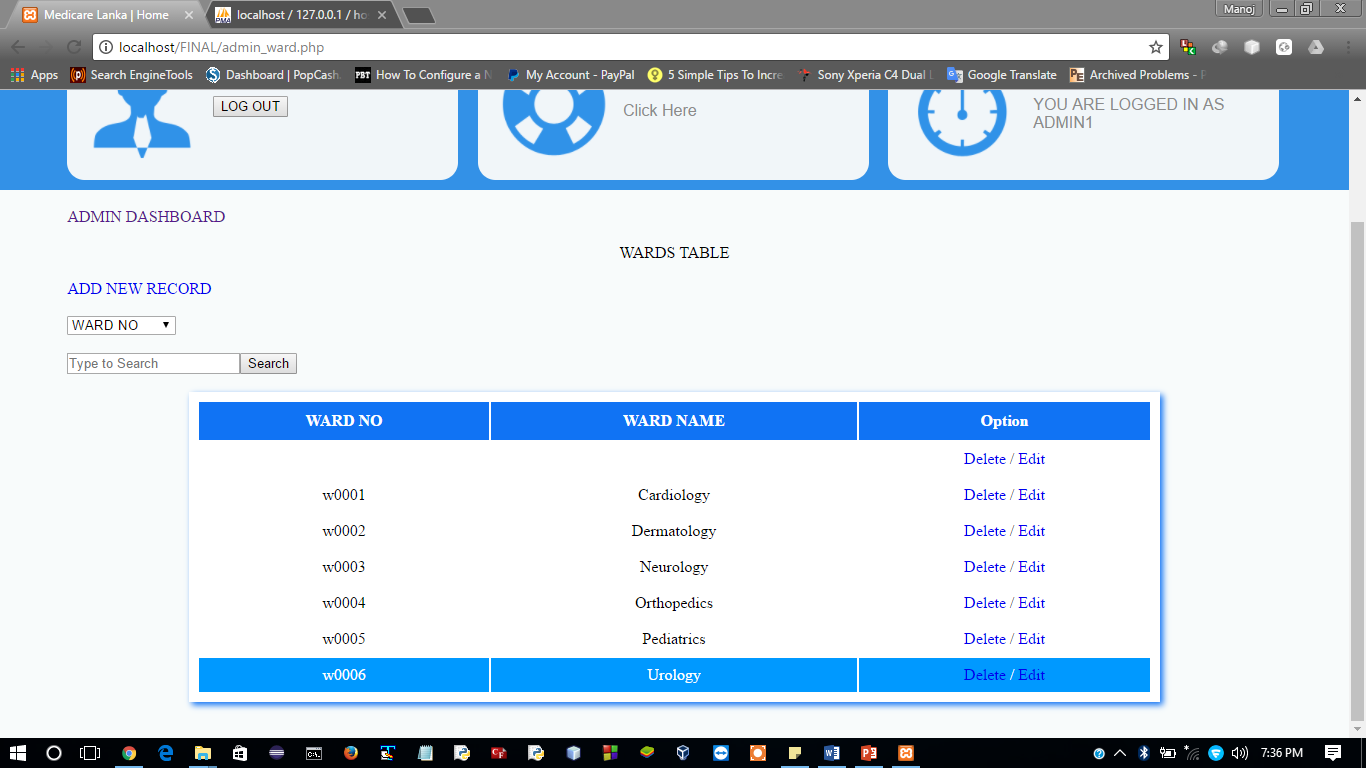 Medicare Lanka | Home
localhost / 127.0.0.1 / ho
Manoj
localhost/FINAL/admin_ward.php
Apps
Search EngineTools
Dashboard | PopCash
PBT How To Configure a N
My Account - PayPal
5 Simple Tips To Incre
Sony Xperia C4 Dual
Google Translate
Archived Problems - P
LOG OUT
Click Here
YOU ARE LOGGED IN AS
ADMIN1
ADMIN DASHBOARD
WARDS TABLE
ADD NEW RECORD
WARD NO
Type to Search Search
WARD NO WARD NAME Option
Delete / Edit
w0001 Cardiology Delete / Edit
w0002 Dermatology Delete / Edit
w0003 Neurology Delete / Edit
w0004 Orthopedics Delete / Edit
w0005 Pediatrics Delete / Edit
w0006 Urology Delete / Edit
7:36 PM